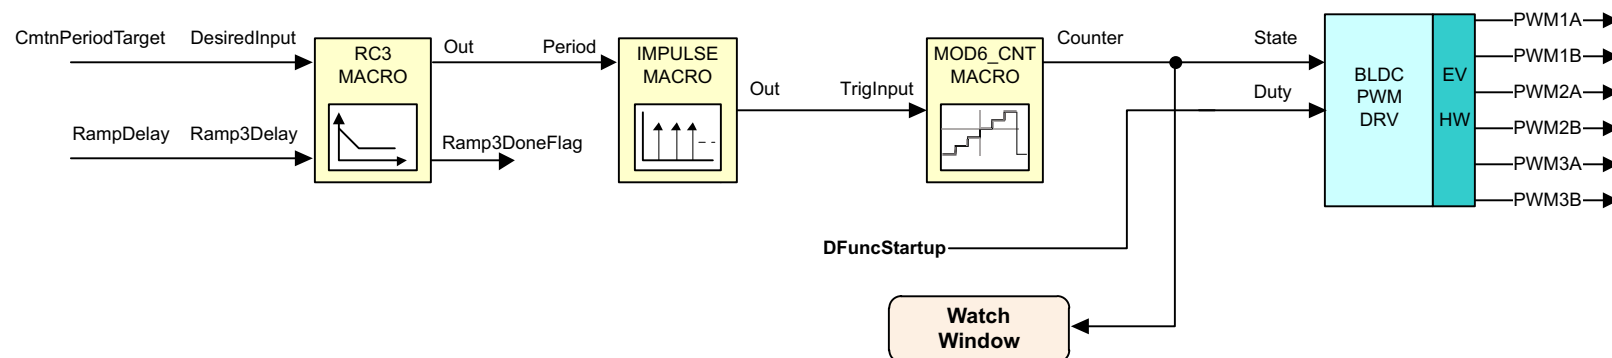 CmtnPeriodTarget DesiredInput
RampDelay Ramp3Delay
RC3
MACRO
Out
Ramp3DoneFlag
Period
IMPULSE
MACRO
Out
TrigInput
MOD6_CNT
MACRO
Counter
State
Duty
BLDC
PWM
DRV
EV
HW
PWM1A
PWM1B
PWM2A
PWM2B
PWM3A
PWM3B
DFuncStartup
Watch
Window